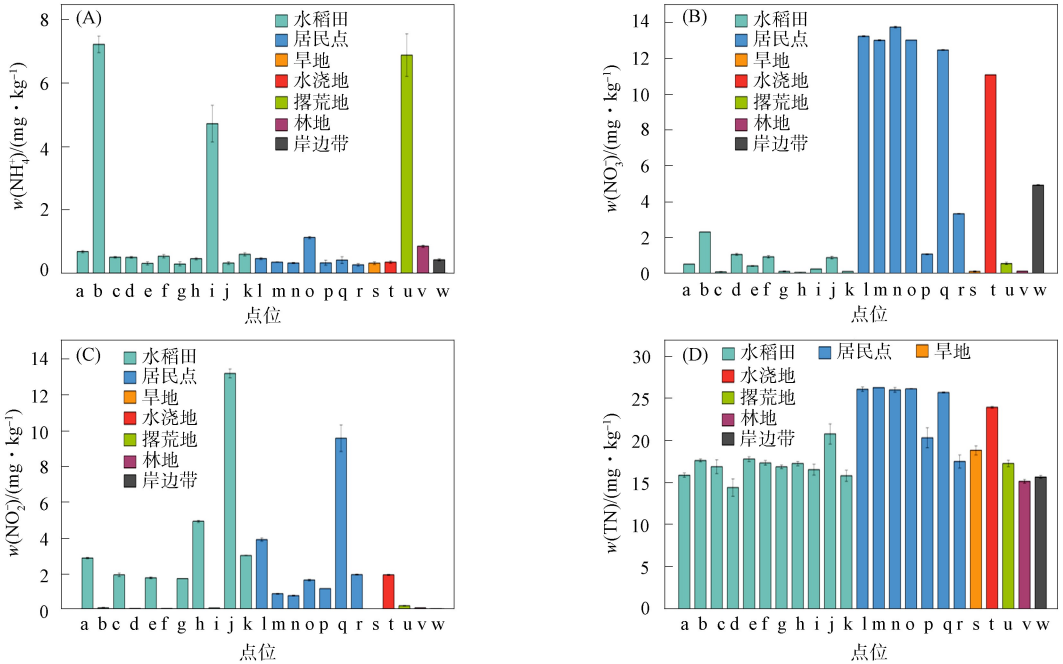 (A)
水稻田
居民点
旱地
水浇地
撂荒地
林地
岸边带
w(NH₄⁺)/(mg·kg⁻¹)
8
6
4
2
0
a b c d e f g h i j k l m n o p q r s t u v w
点位
(B)
水稻田
居民点
旱地
水浇地
撂荒地
林地
岸边带
w(NO₃⁻)/(mg·kg⁻¹)
14
12
10
8
6
4
2
0
a b c d e f g h i j k l m n o p q r s t u v w
点位
(C)
水稻田
居民点
旱地
水浇地
撂荒地
林地
岸边带
w(NO₂⁻)/(mg·kg⁻¹)
14
12
10
8
6
4
2
0
a b c d e f g h i j k l m n o p q r s t u v w
点位
(D)
水稻田 居民点 旱地
水浇地
撂荒地
林地
岸边带
w(TN)/(mg·kg⁻¹)
30
25
20
15
10
5
0
a b c d e f g h i j k l m n o p q r s t u v w
点位